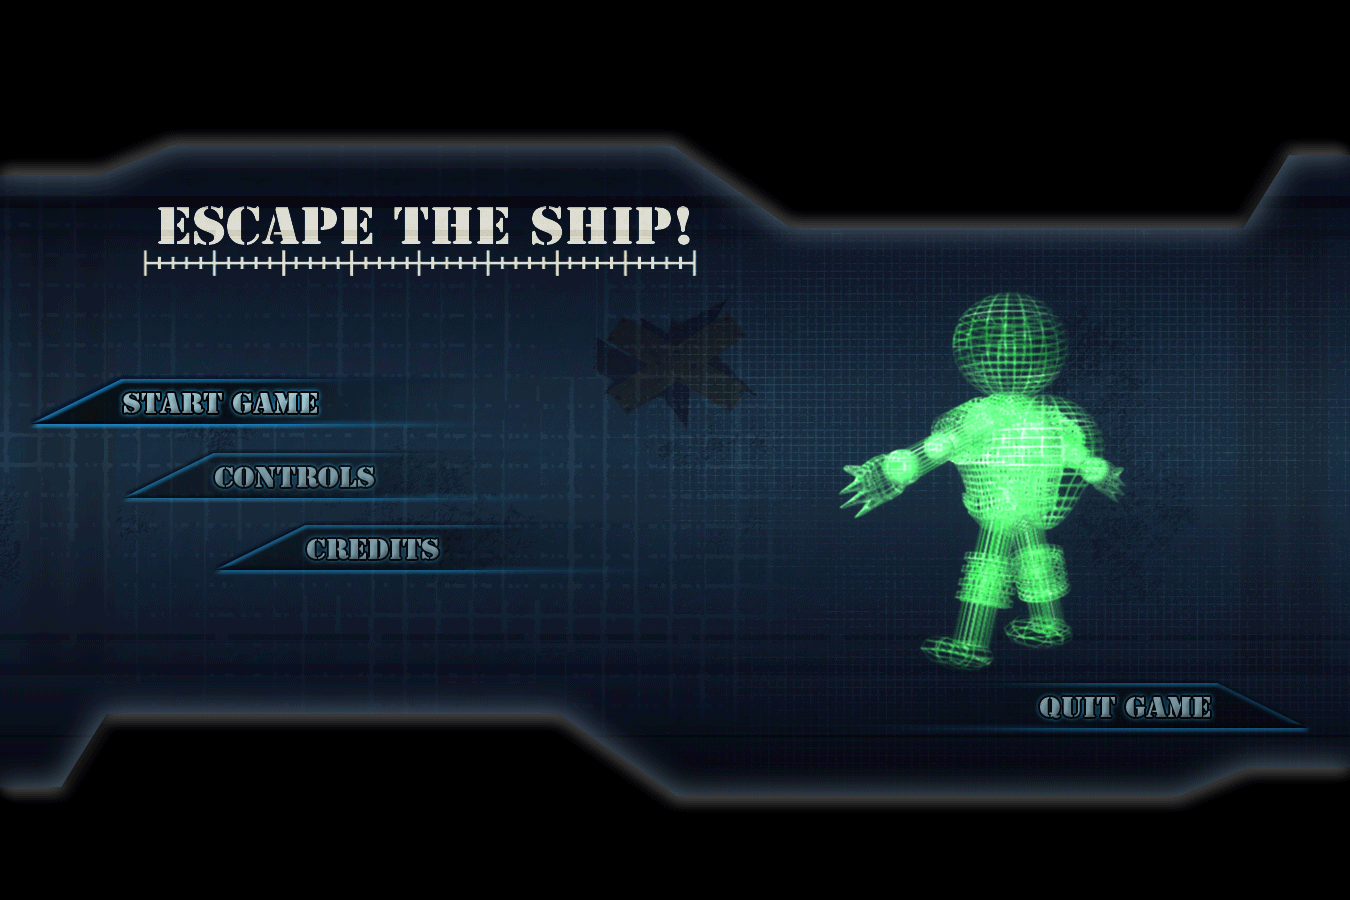 ESCAPE THE SHIP!
START GAME
CONTROLS
CREDITS
QUIT GAME